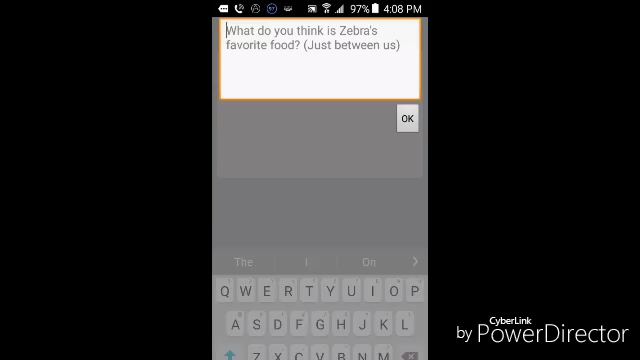 97% 4:08 PM
What do you think is Zebra's
favorite food? (Just between us)
OK
The I On
Q W E R T Y U I O P
A S D F G H J K L
Z X C V B N M
CyberLink
by PowerDirector